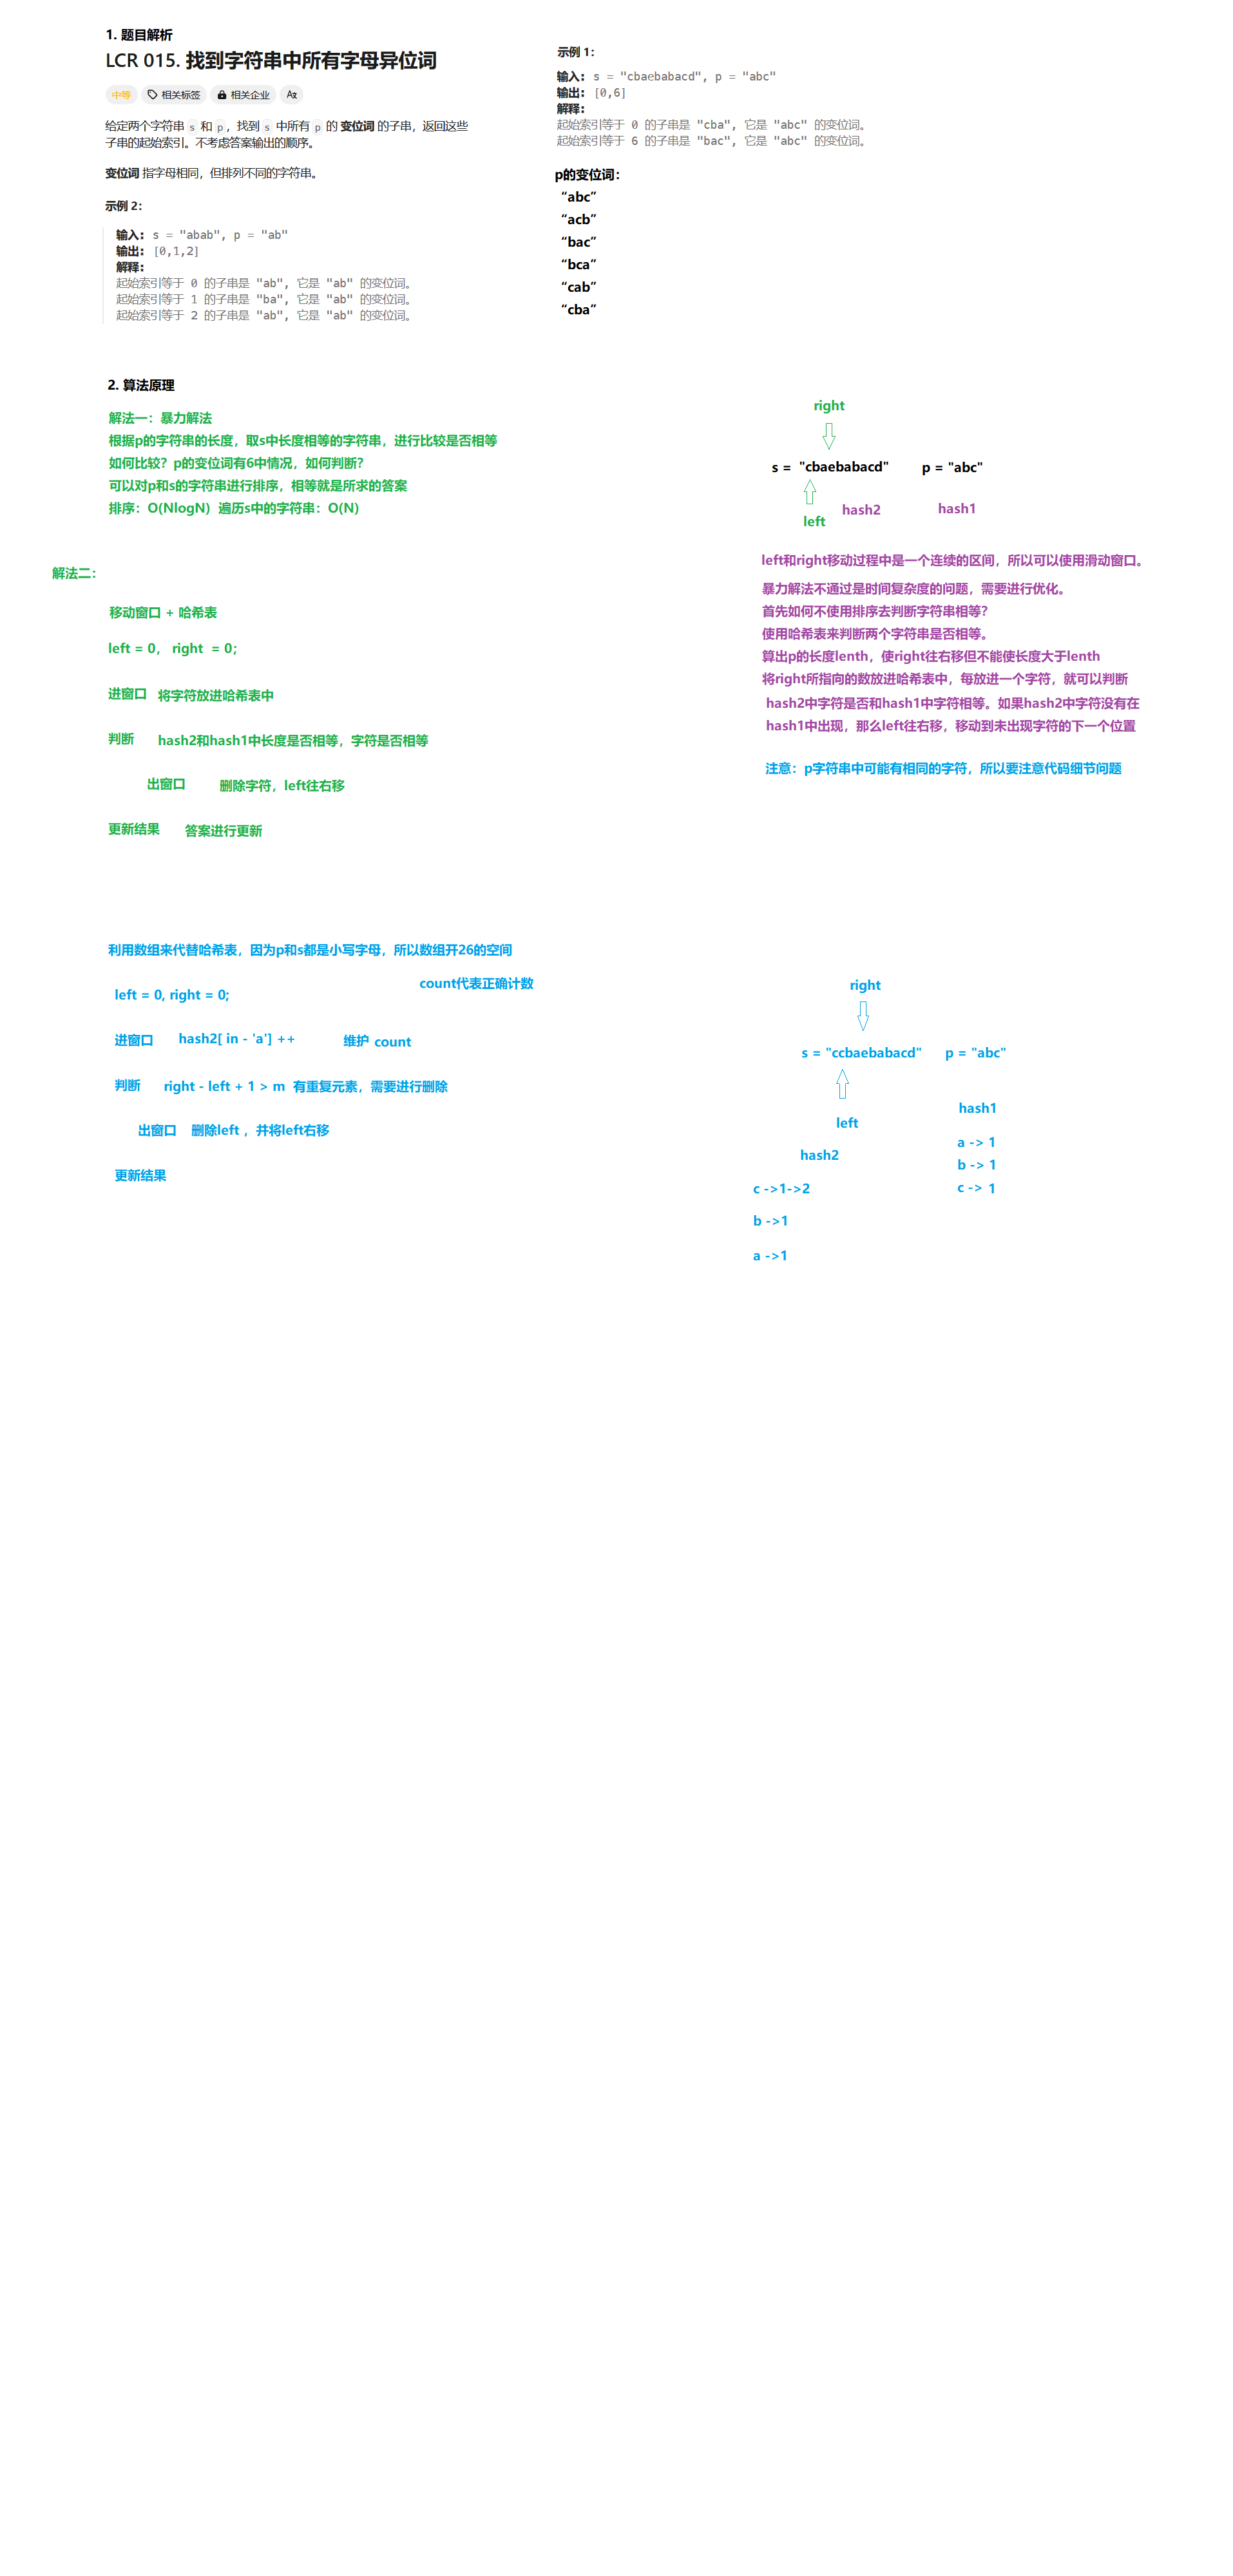 1. 题目解析
LCR 015. 找到字符串中所有字母异位词
中等 相关标签 相关企业
给定两个字符串 s 和 p，找到 s 中所有 p 的 变位词 的子串，返回这些
子串的起始索引。不考虑答案输出的顺序。
变位词 指字母相同，但排列不同的字符串。
示例 2：
输入: s = "abab", p = "ab"
输出: [0,1,2]
解释:
起始索引等于 0 的子串是 "ab", 它是 "ab" 的变位词。
起始索引等于 1 的子串是 "ba", 它是 "ab" 的变位词。
起始索引等于 2 的子串是 "ab", 它是 "ab" 的变位词。
示例 1：
输入: s = "cbaebabacd", p = "abc"
输出: [0,6]
解释:
起始索引等于 0 的子串是 "cba", 它是 "abc" 的变位词。
起始索引等于 6 的子串是 "bac", 它是 "abc" 的变位词。
p的变位词：
“abc”
“acb”
“bac”
“bca”
“cab”
“cba”
2. 算法原理
解法一：暴力解法
根据p的字符串的长度，取s中长度相等的字符串，进行比较是否相等
如何比较？p的变位词有6中情况，如何判断？
可以对p和s的字符串进行排序，相等就是所求的答案
排序：O(NlogN) 遍历s中的字符串：O(N)
right
s = "cbaebabacd" p = "abc"
left hash2 hash1
left和right移动过程中是一个连续的区间，所以可以使用滑动窗口。
暴力解法不通过是时间复杂度的问题，需要进行优化。
首先如何不使用排序去判断字符串相等？
使用哈希表来判断两个字符串是否相等。
算出p的长度lenth，使right往右移但不能使长度大于lenth
将right所指向的数放进哈希表中，每放进一个字符，就可以判断
hash2中字符是否和hash1中字符相等。如果hash2中字符没有在
hash1中出现，那么left往右移，移动到未出现字符的下一个位置
注意：p字符串中可能有相同的字符，所以要注意代码细节问题
解法二：
移动窗口 + 哈希表
left = 0， right = 0；
进窗口 将字符放进哈希表中
判断 hash2和hash1中长度是否相等，字符是否相等
出窗口 删除字符，left往右移
更新结果 答案进行更新
利用数组来代替哈希表，因为p和s都是小写字母，所以数组开26的空间
count代表正确计数
left = 0, right = 0;
进窗口 hash2[ in - 'a'] ++ 维护 count
判断 right - left + 1 > m 有重复元素，需要进行删除
出窗口 删除left ，并将left右移
更新结果
right
s = "ccbaebabacd" p = "abc"
left
hash1
a -> 1
b -> 1
c -> 1
hash2
c ->1->2
b ->1
a ->1